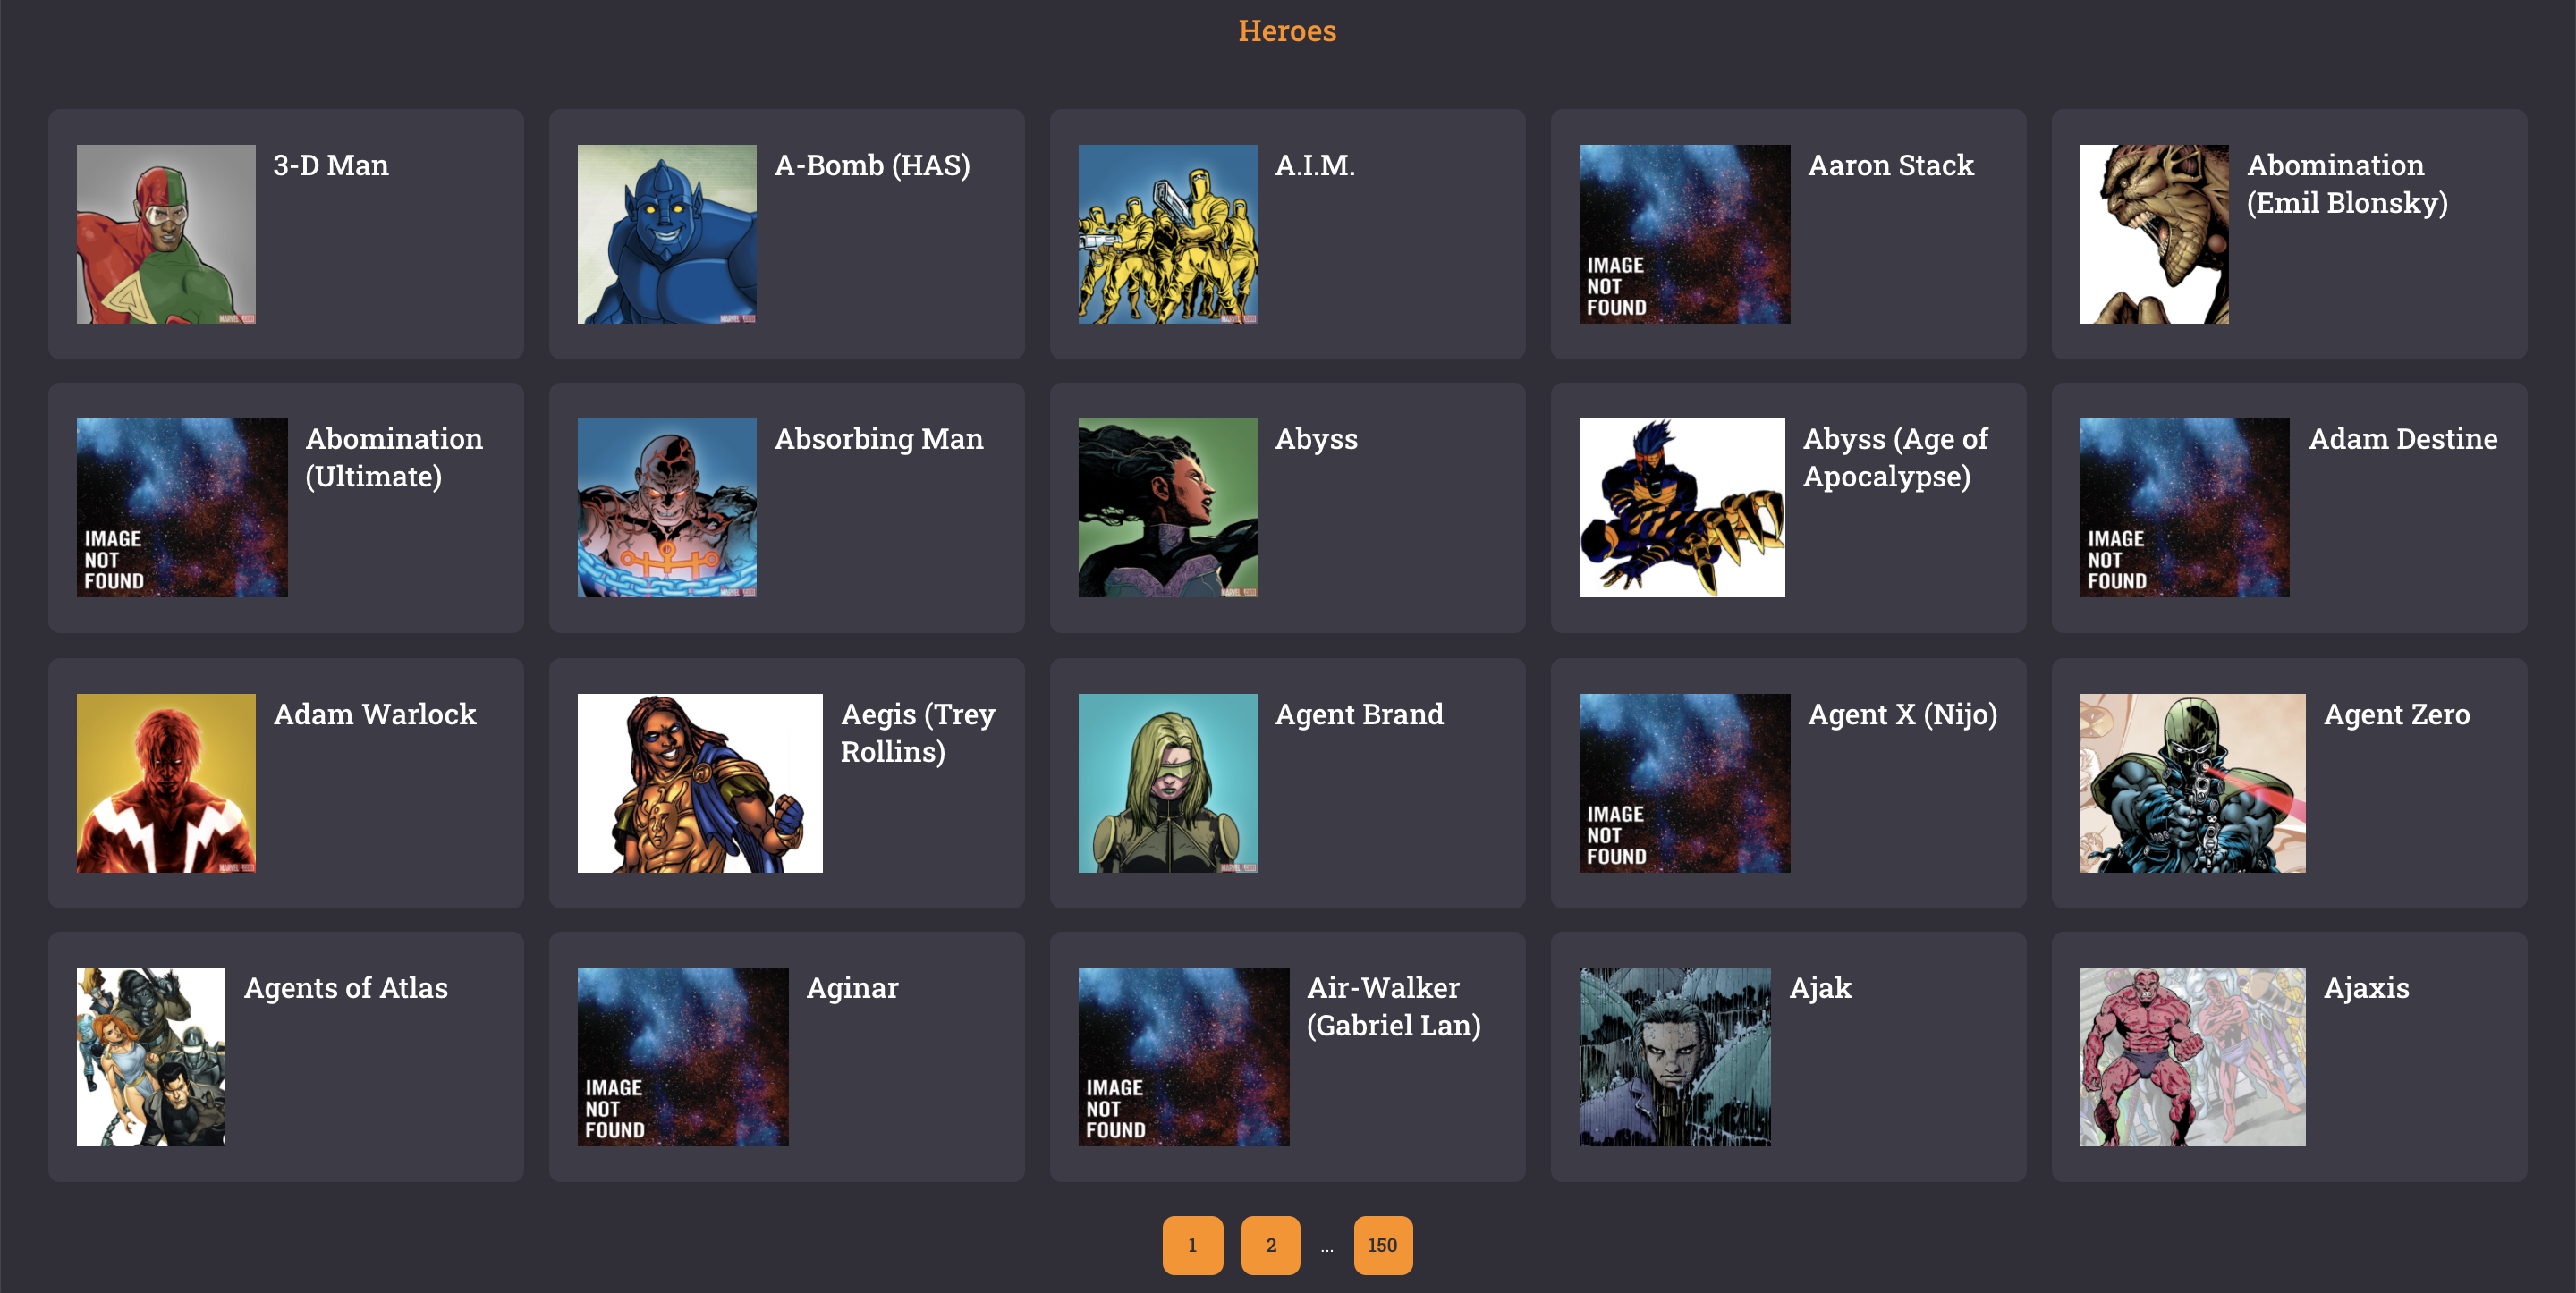 Heroes
3-D Man
A-Bomb (HAS)
A.I.M.
IMAGE
NOT
FOUND
Aaron Stack
Abomination
(Emil Blonsky)
IMAGE
NOT
FOUND
Abomination
(Ultimate)
Absorbing Man
Abyss
Abyss (Age of
Apocalypse)
IMAGE
NOT
FOUND
Adam Destine
Adam Warlock
Aegis (Trey
Rollins)
Agent Brand
IMAGE
NOT
FOUND
Agent X (Nijo)
Agent Zero
Agents of Atlas
IMAGE
NOT
FOUND
Aginar
IMAGE
NOT
FOUND
Air-Walker
(Gabriel Lan)
Ajak
Ajaxis
1 2 ... 150